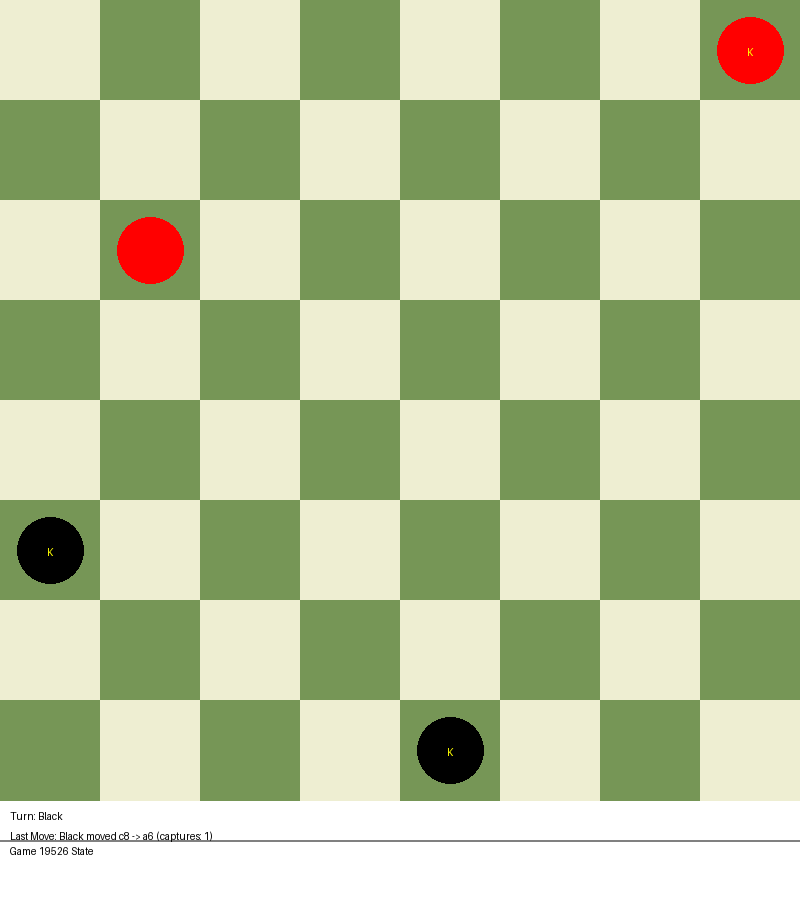 K
K
K
Turn: Black
Last Move: Black moved c8 -> a6 (captures: 1)
Game 19526 State